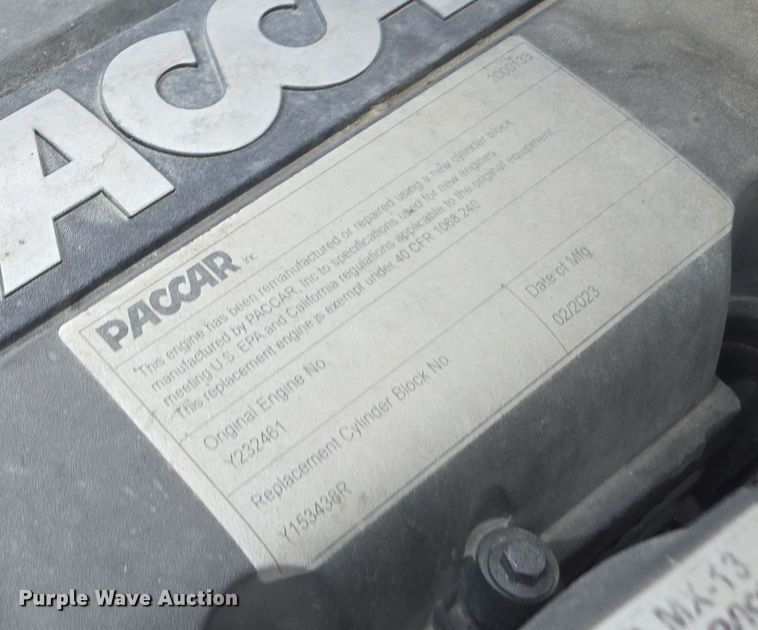 PACCAR
2000133
PACCAR Inc
"This engine has been remanufactured or repaired using a new cylinder block
manufactured by PACCAR, Inc to specifications used for new engines
meeting U.S. EPA and California regulations applicable to the original equipment
This replacement engine is exempt under 40 CFR 1068.240
Original Engine No
Y232461
Replacement Cylinder Block No
Date of Mfg
Y153438R
02/2023
MX-13
Purple Wave Auction